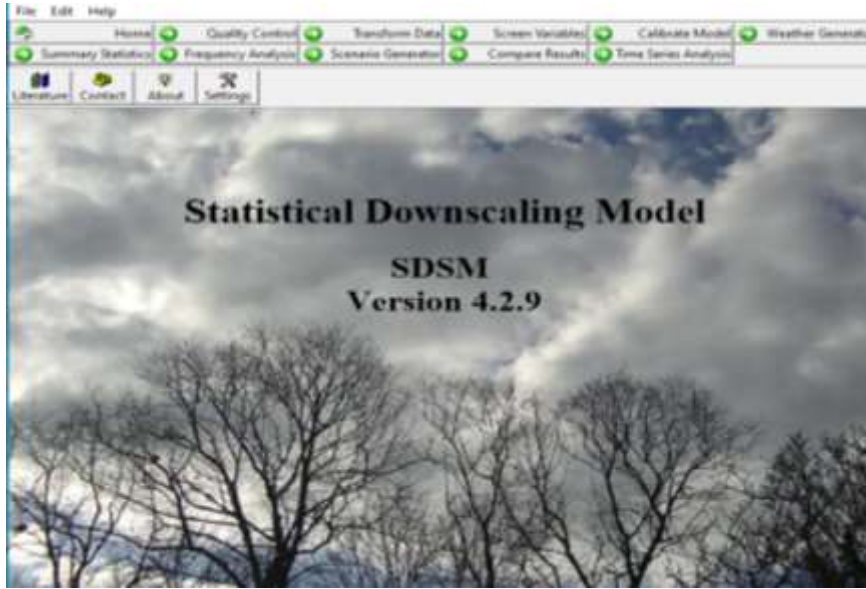 File Edit Help
Home Quality Control Transform Data Screen Variables Calibrate Model Weather Generato
Summary Statistics Frequency Analysis Scenario Generator Compare Results Time Series Analysis
Literature Contact About Settings
Statistical Downscaling Model
SDSM
Version 4.2.9